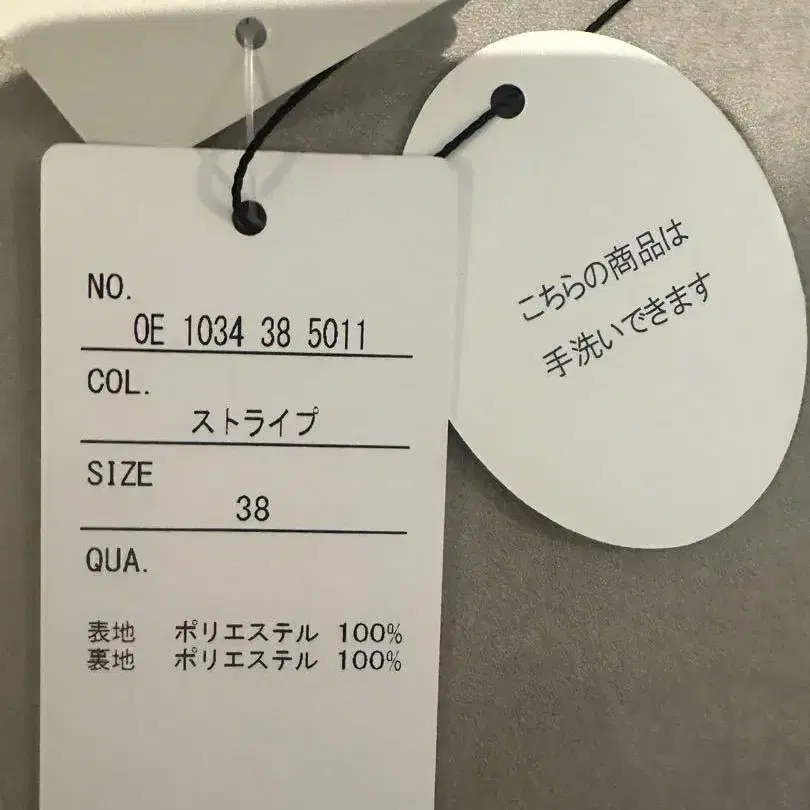 NO.
OE 1034 38 5011
COL.
ストライプ
SIZE
38
QUA.
表地 ポリエステル 100%
裏地 ポリエステル 100%
こちらの商品は
手洗いできます